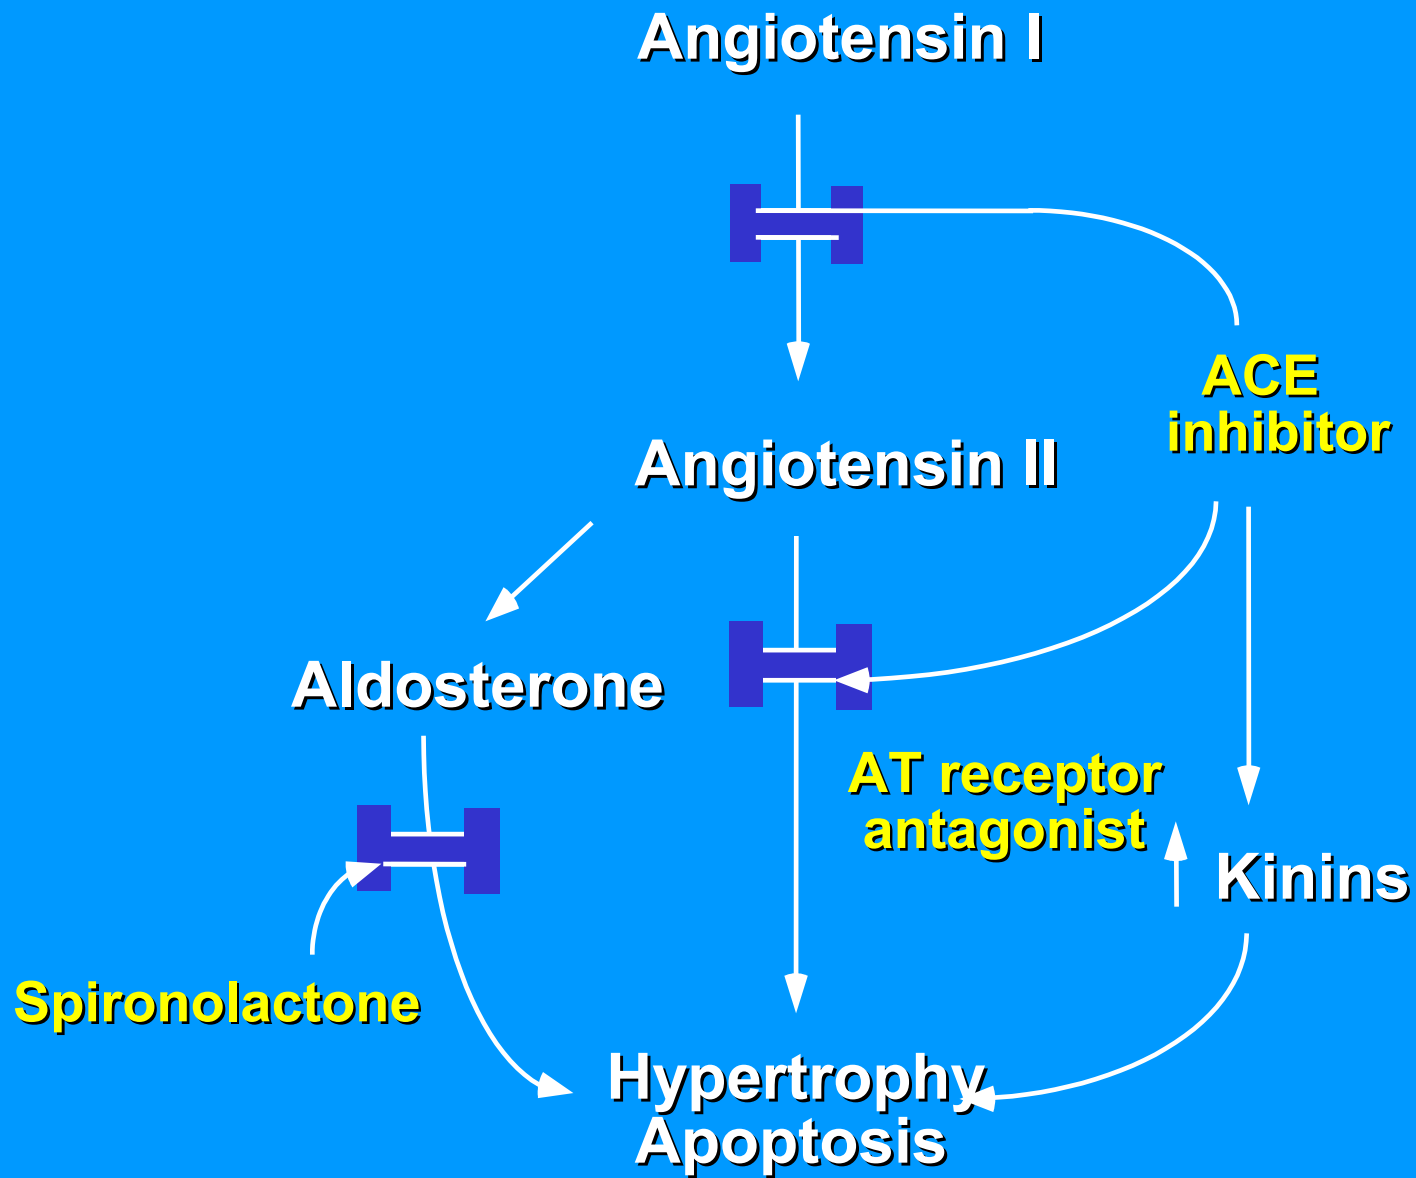 Angiotensin I
ACE
inhibitor
Angiotensin II
Aldosterone
AT receptor
antagonist
Kinins
Spironolactone
Hypertrophy
Apoptosis